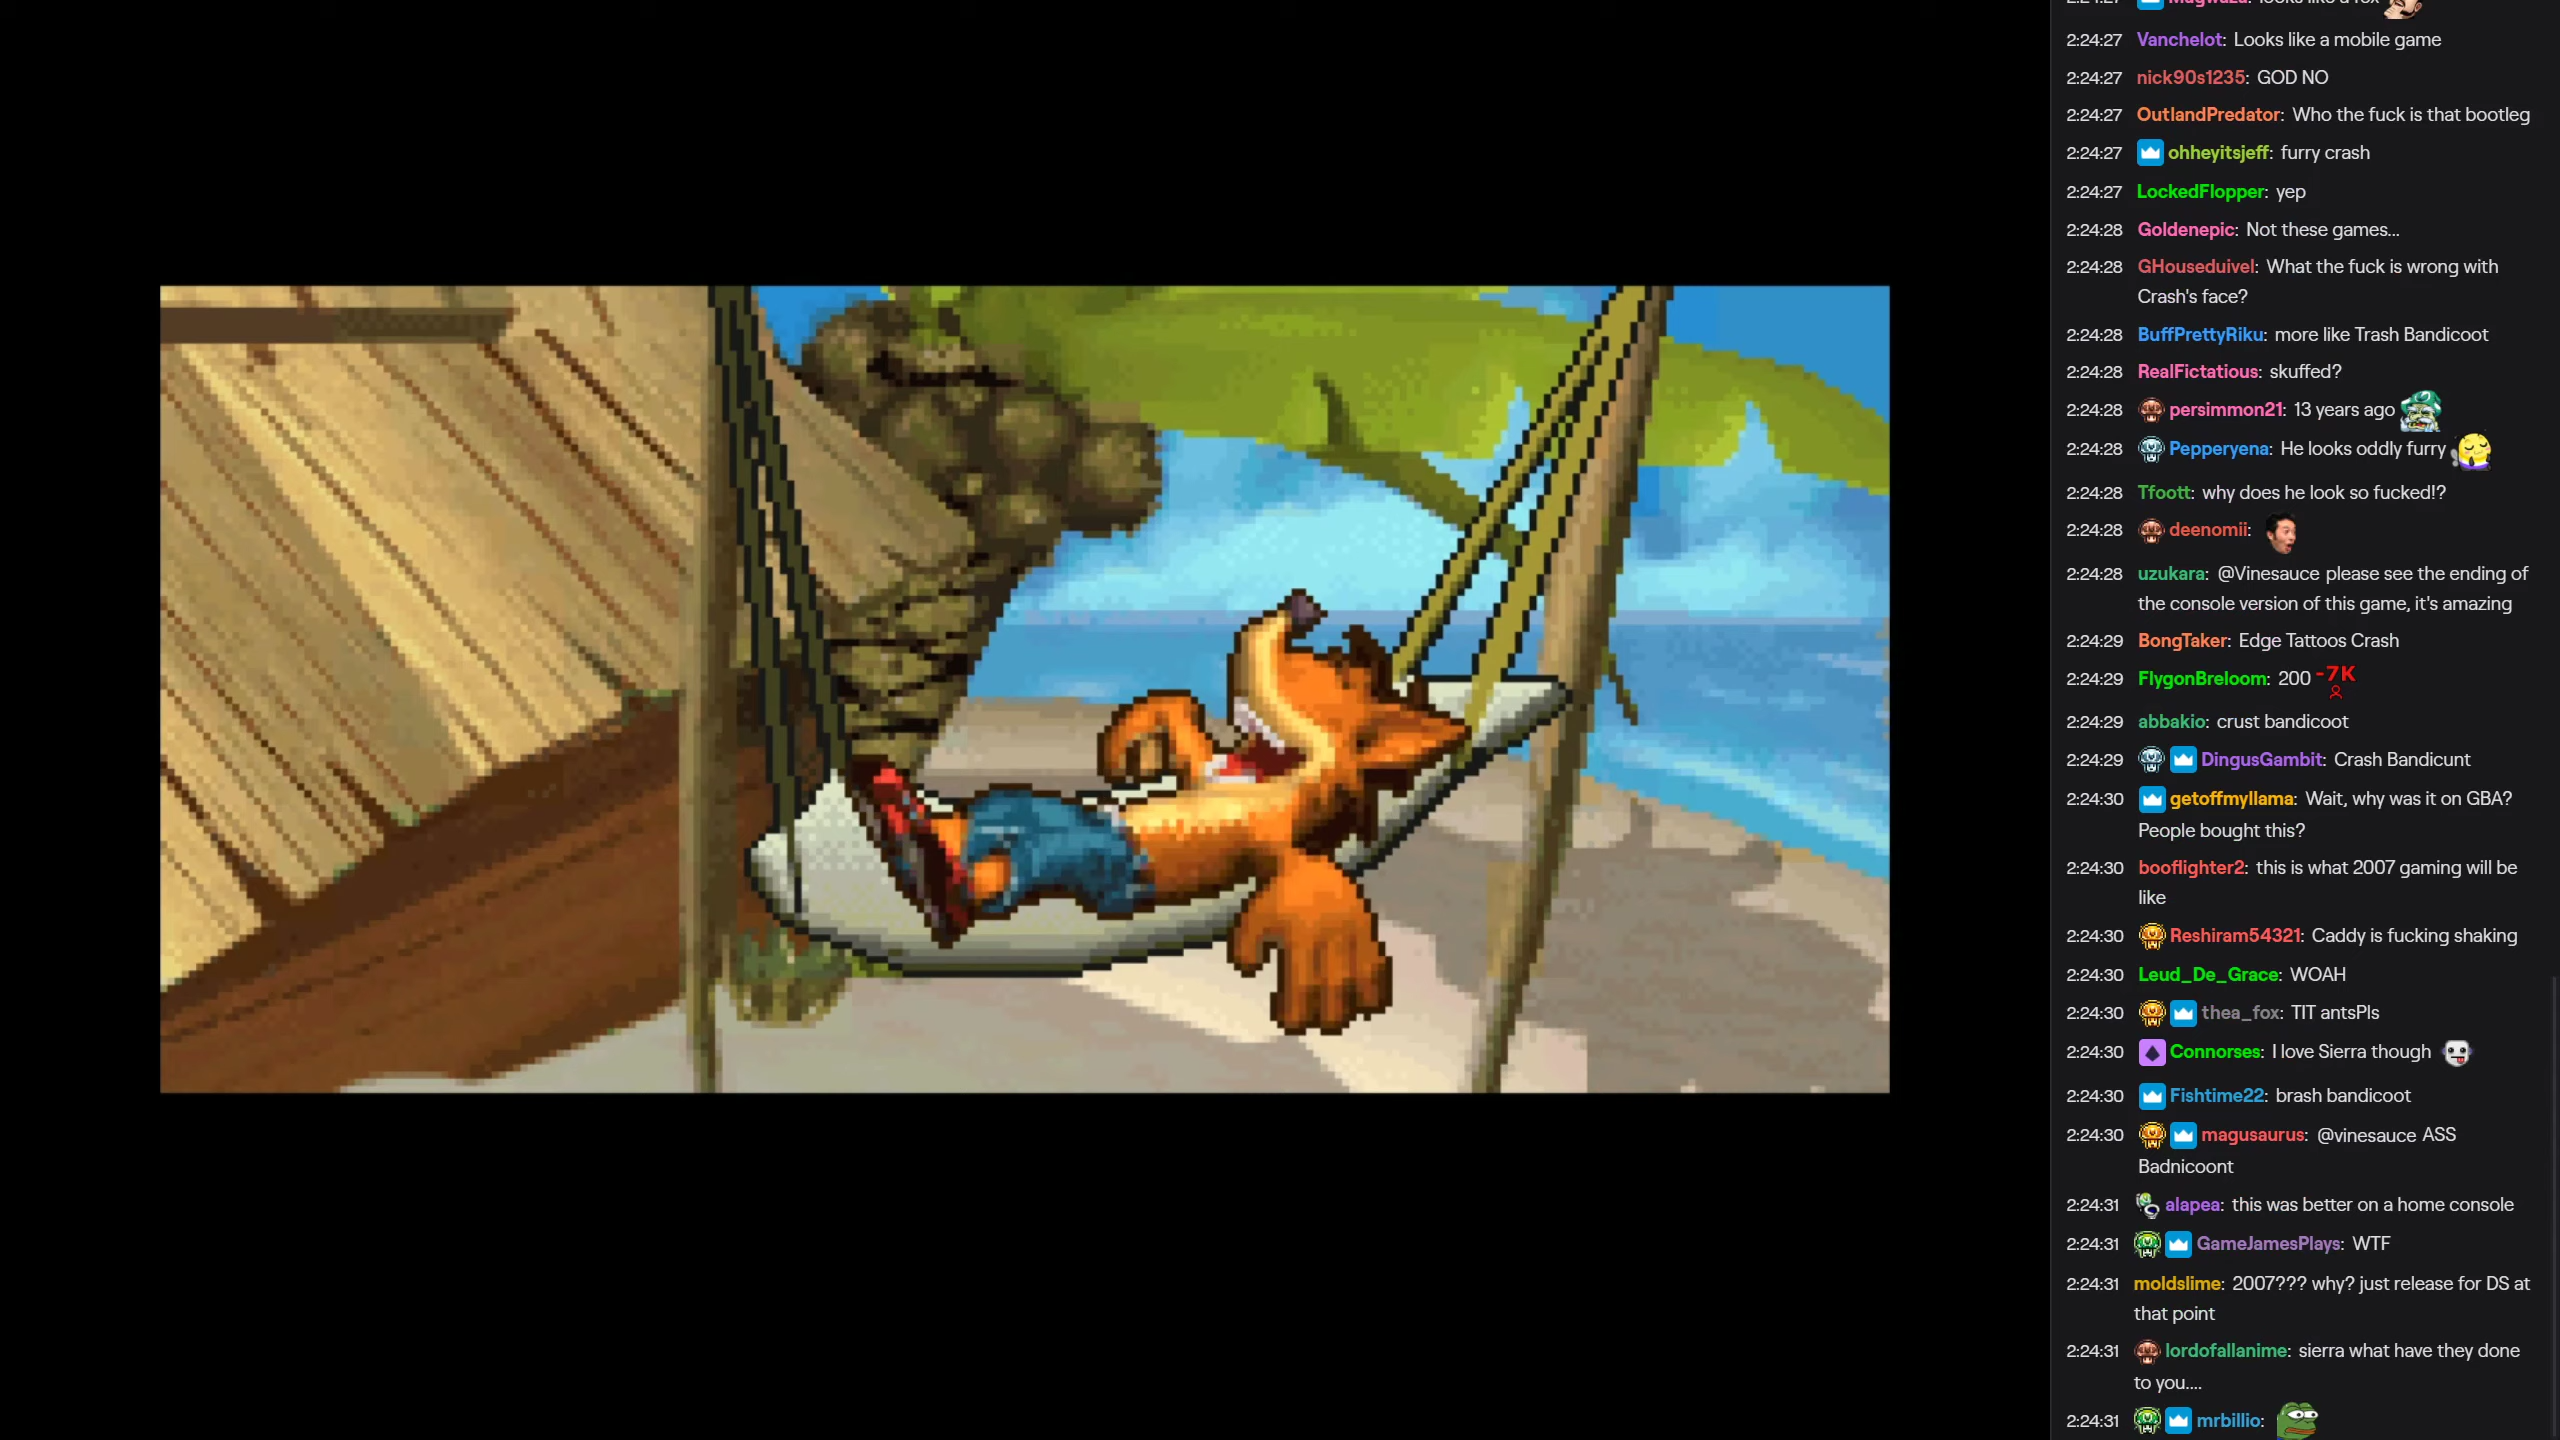 2:24:27 Magwaza: looks like a fox
2:24:27 Vanchelot: Looks like a mobile game
2:24:27 nick90s1235: GOD NO
2:24:27 OutlandPredator: Who the fuck is that bootleg
2:24:27 ohheyitsjeff: furry crash
2:24:27 LockedFlopper: yep
2:24:28 Goldenepic: Not these games...
2:24:28 GHouseduivel: What the fuck is wrong with
Crash's face?
2:24:28 BuffPrettyRiku: more like Trash Bandicoot
2:24:28 RealFictatious: skuffed?
2:24:28 persimmon21: 13 years ago
2:24:28 Pepperyena: He looks oddly furry
2:24:28 Tfoott: why does he look so fucked!?
2:24:28 deenomii:
2:24:28 uzukara: @Vinesauce please see the ending of
the console version of this game, it's amazing
2:24:29 BongTaker: Edge Tattoos Crash
2:24:29 FlygonBreloom: 200 -7K
2:24:29 abbakio: crust bandicoot
2:24:29 DingusGambit: Crash Bandicunt
2:24:30 getoffmyllama: Wait, why was it on GBA?
People bought this?
2:24:30 booflighter2: this is what 2007 gaming will be
like
2:24:30 Reshiram54321: Caddy is fucking shaking
2:24:30 Leud_De_Grace: WOAH
2:24:30 thea_fox: TIT antsPls
2:24:30 Connorses: I love Sierra though
2:24:30 Fishtime22: brash bandicoot
2:24:30 magusaurus: @vinesauce ASS
Badnicoont
2:24:31 alapea: this was better on a home console
2:24:31 GameJamesPlays: WTF
2:24:31 moldslime: 2007??? why? just release for DS at
that point
2:24:31 lordofallanime: sierra what have they done
to you....
2:24:31 mrbillio: